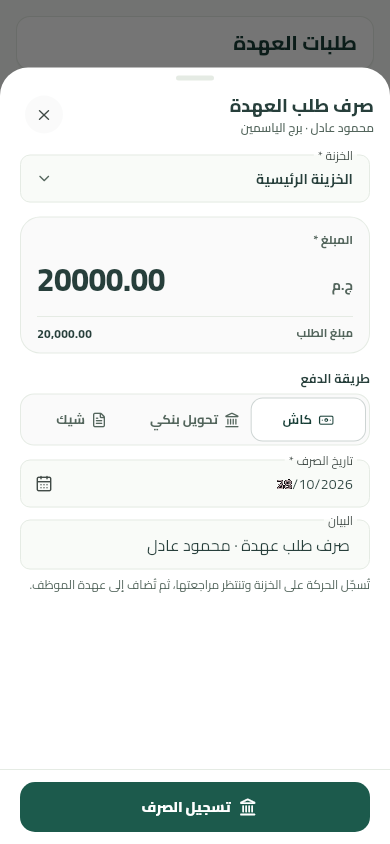 طلبات العهدة
صرف طلب العهدة
محمود عادل · برج الياسمين
الخزنة *
الخزينة الرئيسية
المبلغ *
20000.00 ج.م
مبلغ الطلب 20,000.00
طريقة الدفع
كاش تحويل بنكي شيك
تاريخ الصرف *
/10/2026
البيان
صرف طلب عهدة · محمود عادل
تُسجّل الحركة على الخزنة وتنتظر مراجعتها، ثم تُضاف إلى عهدة الموظف.
تسجيل الصرف